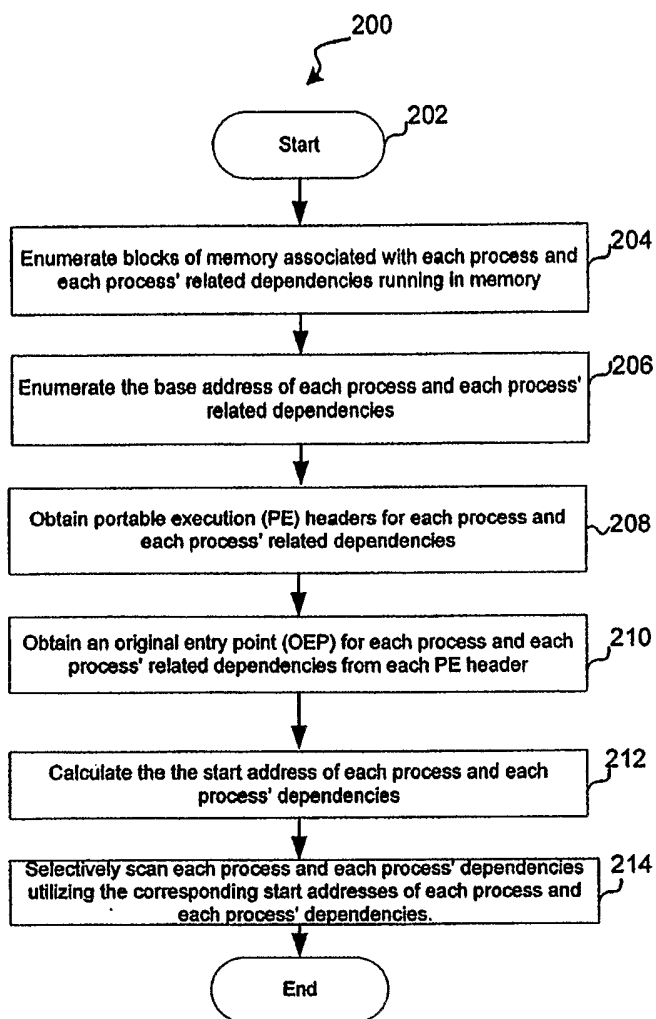 200
Start
202
Enumerate blocks of memory associated with each process and
each process' related dependencies running in memory
204
Enumerate the base address of each process and each process'
related dependencies
206
Obtain portable execution (PE) headers for each process and
each process' related dependencies
208
Obtain an original entry point (OEP) for each process and each
process' related dependencies from each PE header
210
Calculate the the start address of each process and each
process' dependencies
212
Selectively scan each process and each process' dependencies
utilizing the corresponding start addresses of each process and
each process' dependencies.
214
End